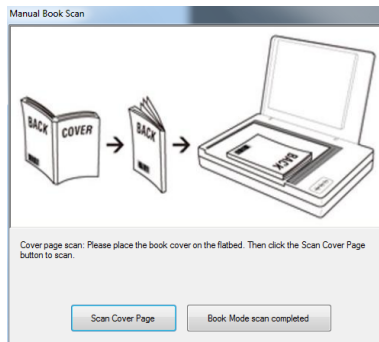 Manual Book Scan
BACK
COVER
BACK
BACK
Cover page scan: Please place the book cover on the flatbed. Then click the Scan Cover Page
button to scan.
Scan Cover Page
Book Mode scan completed